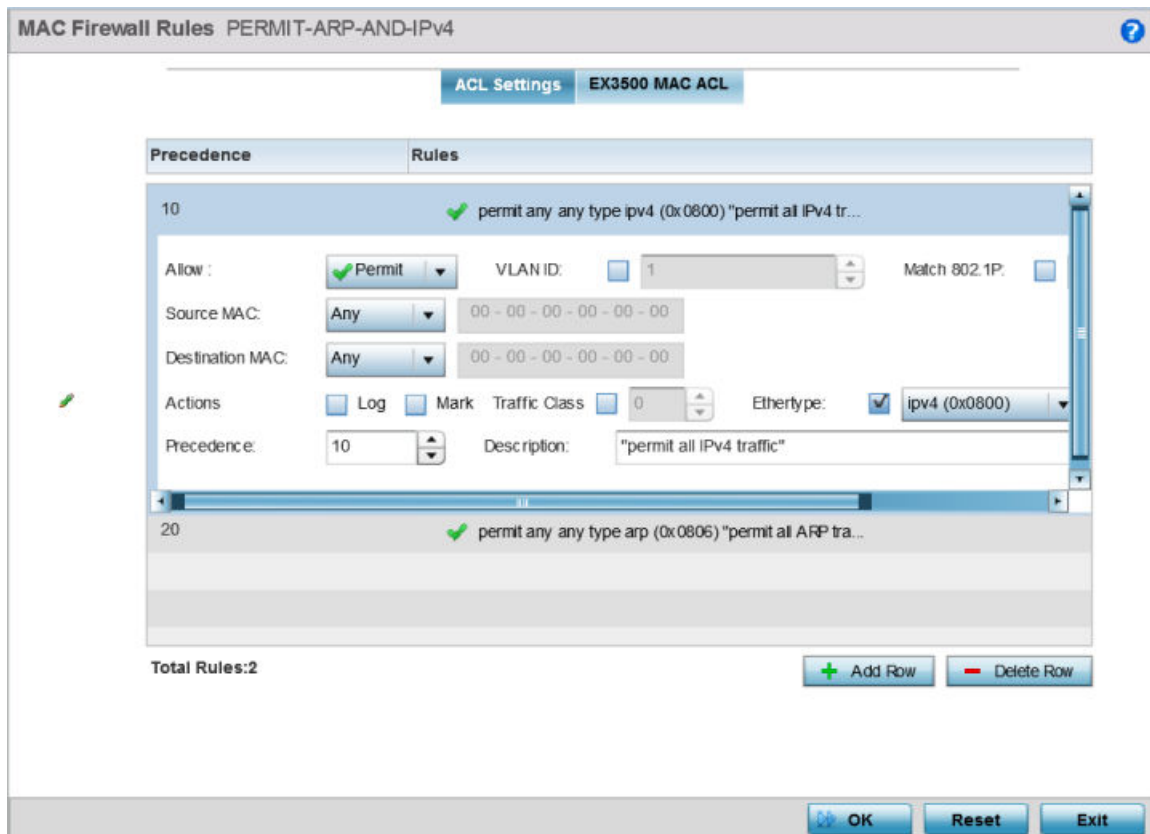 MAC Firewall Rules PERMIT-ARP-AND-IPv4
ACL Settings EX3500 MAC ACL
Precedence Rules
10 permit any any type ipv4 (0x0800) "permit all IPv4 tr...
Allow : Permit VLAN ID: 1 Match 802.1P:
Source MAC: Any 00 - 00 - 00 - 00 - 00 - 00
Destination MAC: Any 00 - 00 - 00 - 00 - 00 - 00
Actions Log Mark Traffic Class 0 Ethertype: ipv4 (0x0800)
Precedence: 10 Description: "permit all IPv4 traffic"
20 permit any any type arp (0x0806) "permit all ARP tra...
Total Rules:2 Add Row Delete Row
OK Reset Exit